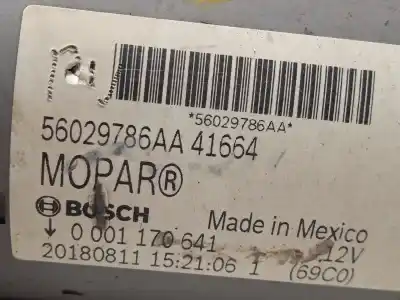 *56029786AA*
56029786AA 41664
MOPAR®
BOSCH Made in Mexico
0 001 170 641 12V
20180811 15:21:06 1 (69C0)